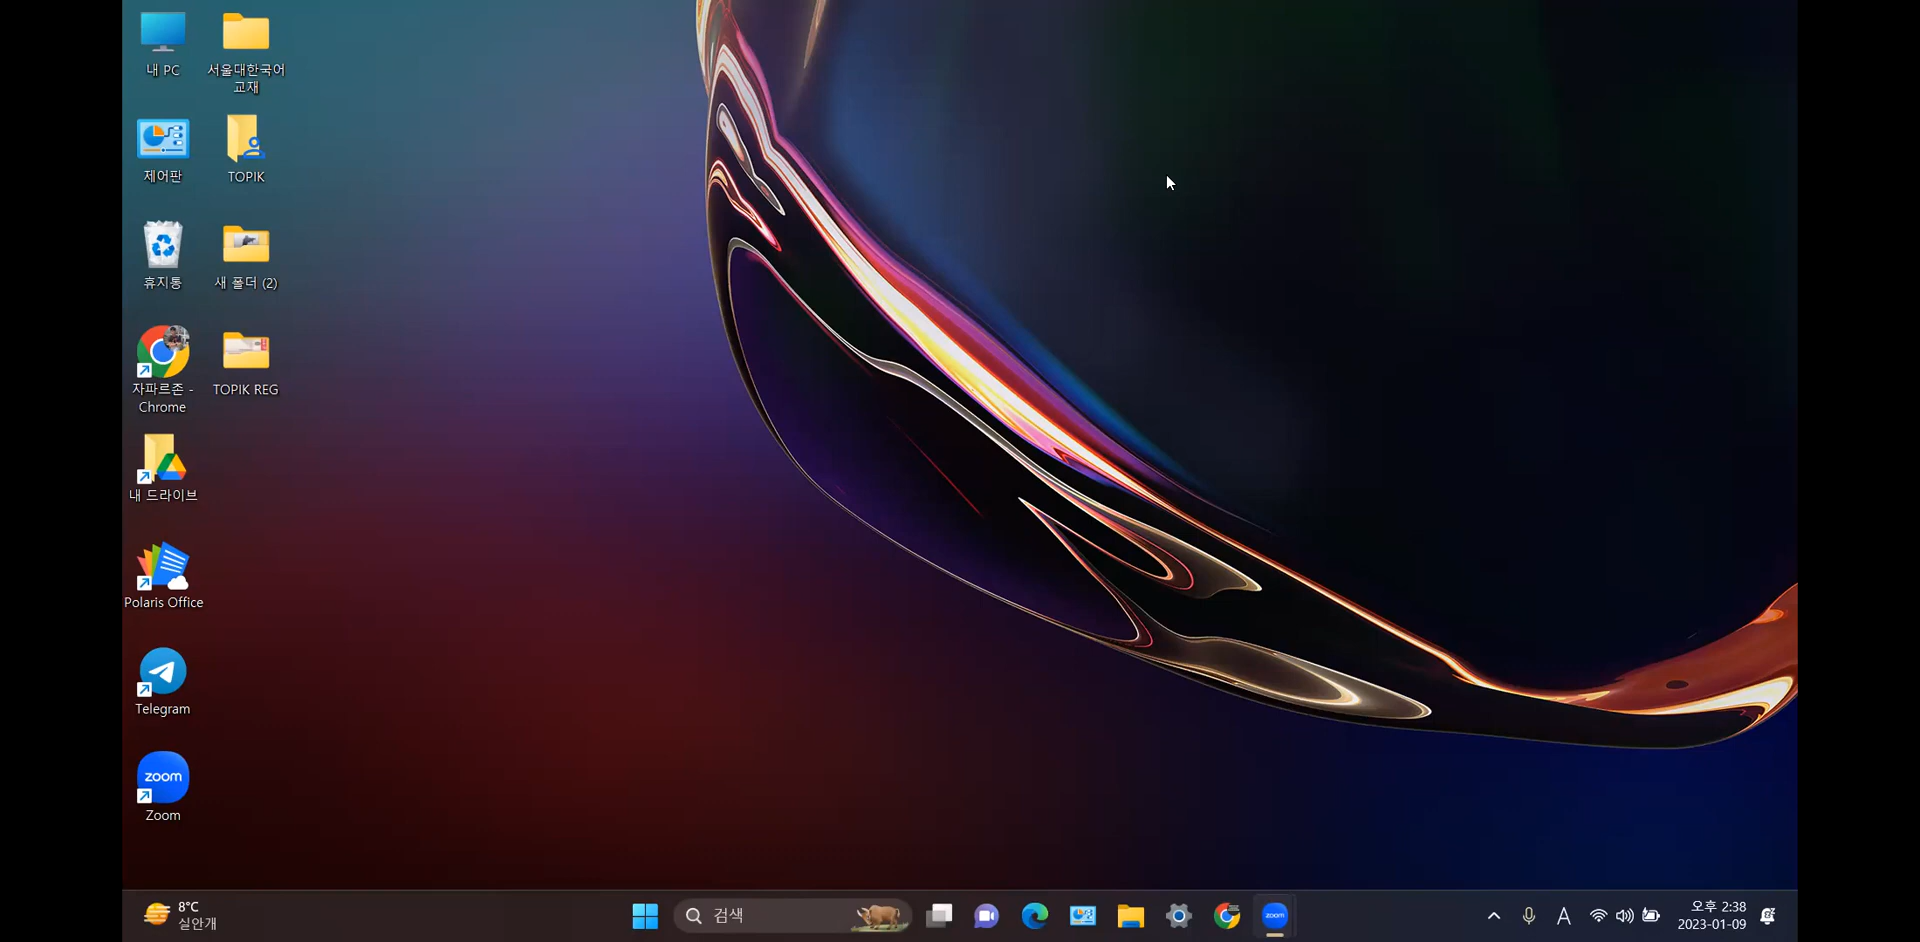 내 PC
서울대한국어
교재
제어판
TOPIK
휴지통
새 폴더 (2)
자파르존 -
Chrome
TOPIK REG
내 드라이브
Polaris Office
Telegram
zoom
Zoom
8°C
실안개
검색
zoom
A
오후 2:38
2023-01-09